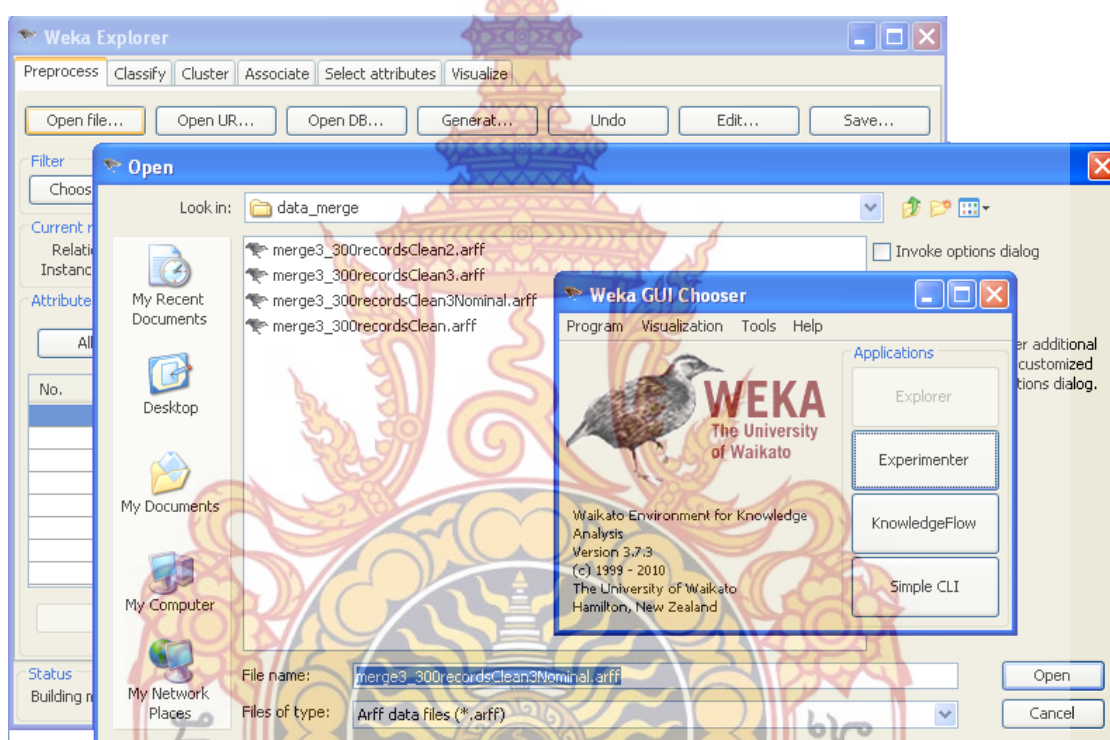 Weka Explorer
Preprocess Classify Cluster Associate Select attributes Visualize
Open file... Open UR... Open DB... Generat... Undo Edit... Save...
Filter
Choos
Current r
Relati
Instanc
Attribute
All
No.
Status
Building n
Open
Look in: data_merge
merge3_300recordsClean2.arff
merge3_300recordsClean3.arff
merge3_300recordsClean3Nominal.arff
merge3_300recordsClean.arff
Invoke options dialog
er additional
customized
tions dialog.
My Recent
Documents
Desktop
My Documents
My Computer
My Network
Places
File name: merge3_300recordsClean3Nominal.arff
Files of type: Arff data files (*.arff)
Open
Cancel
Weka GUI Chooser
Program Visualization Tools Help
WEKA
The University
of Waikato
Waikato Environment for Knowledge
Analysis
Version 3.7.3
(c) 1999 - 2010
The University of Waikato
Hamilton, New Zealand
Applications
Explorer
Experimenter
KnowledgeFlow
Simple CLI